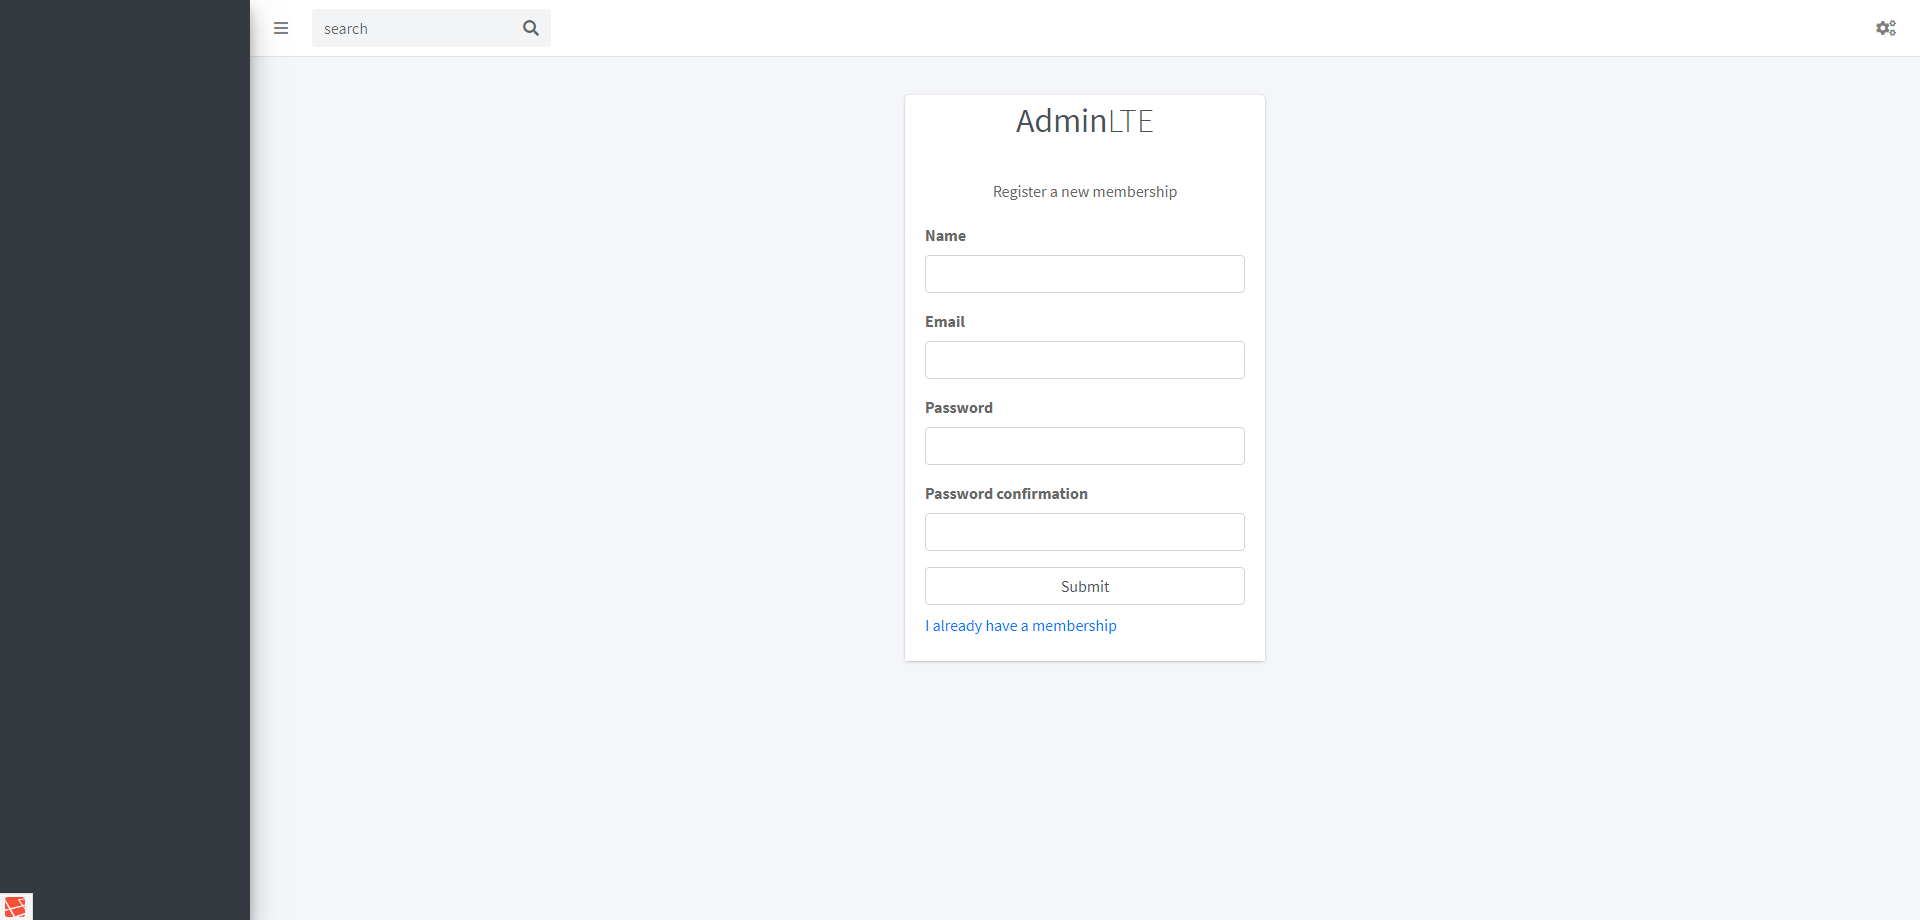 search
AdminLTE
Register a new membership
Name
Email
Password
Password confirmation
Submit
I already have a membership